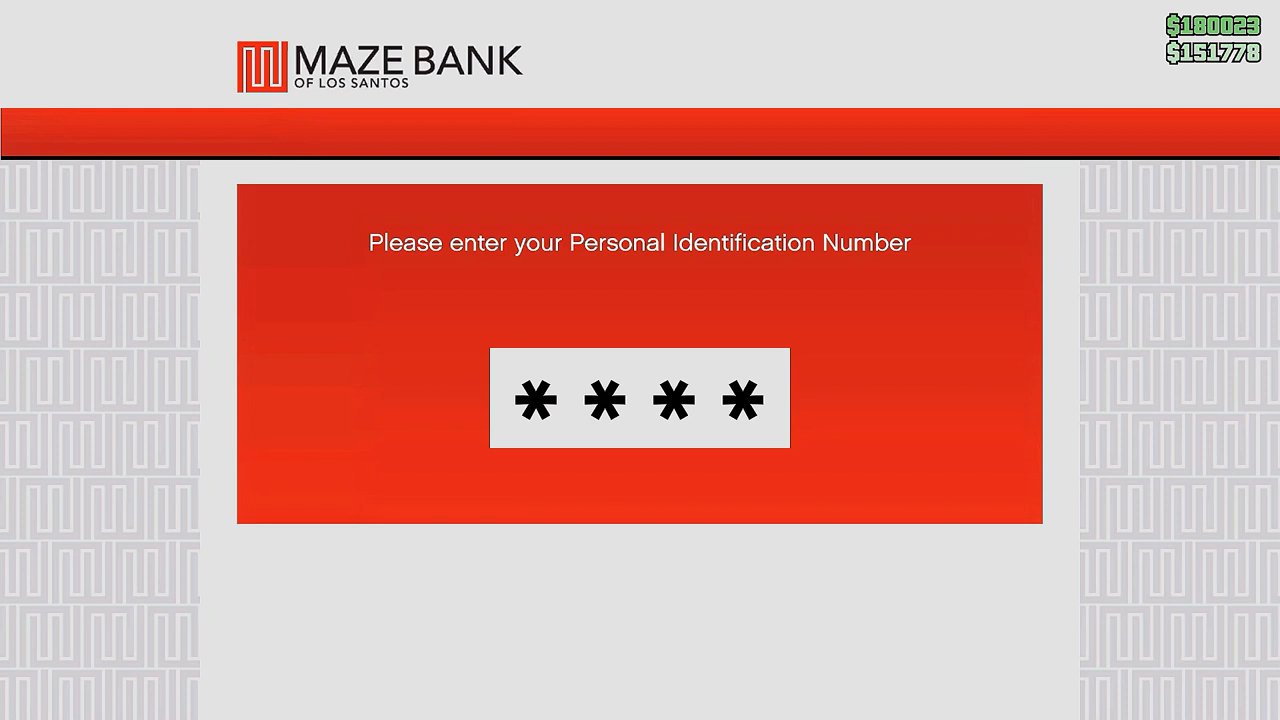 MAZE BANK
OF LOS SANTOS
$180023
$151778
Please enter your Personal Identification Number
* * * *